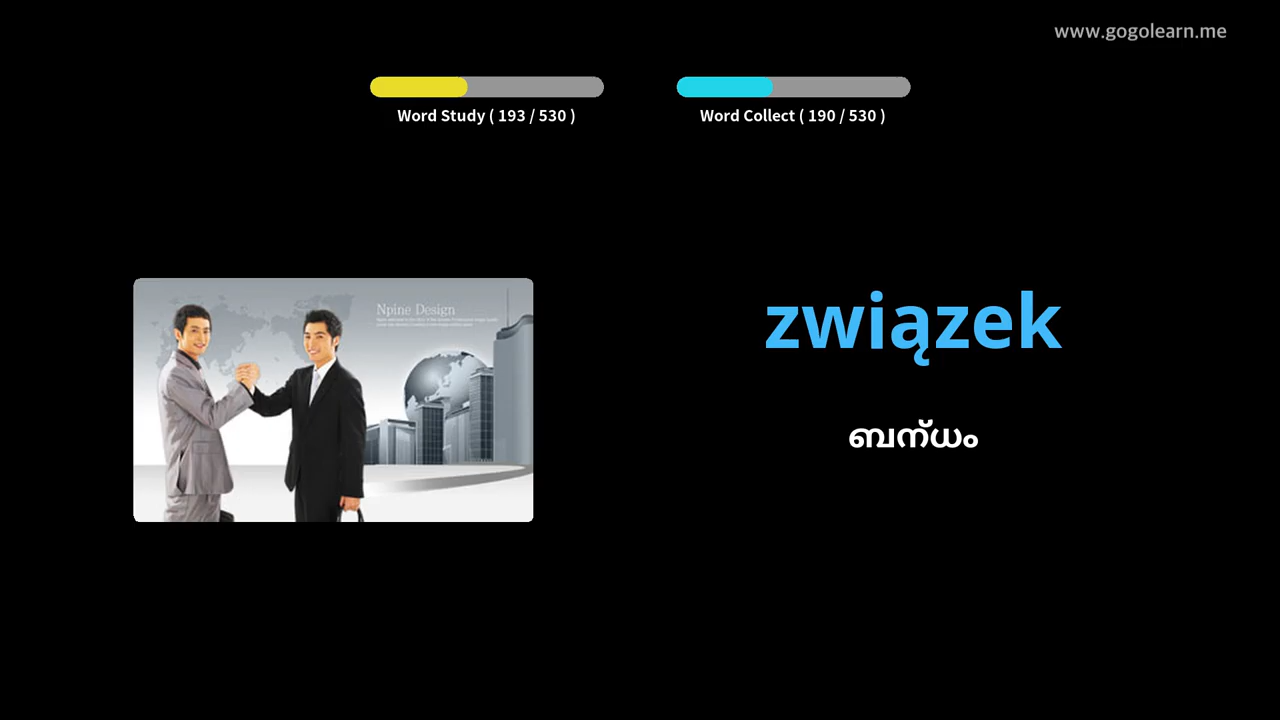 www.gogolearn.me
Word Study ( 193 / 530 )
Word Collect ( 190 / 530 )
Npine Design
związek
ബന്ധം